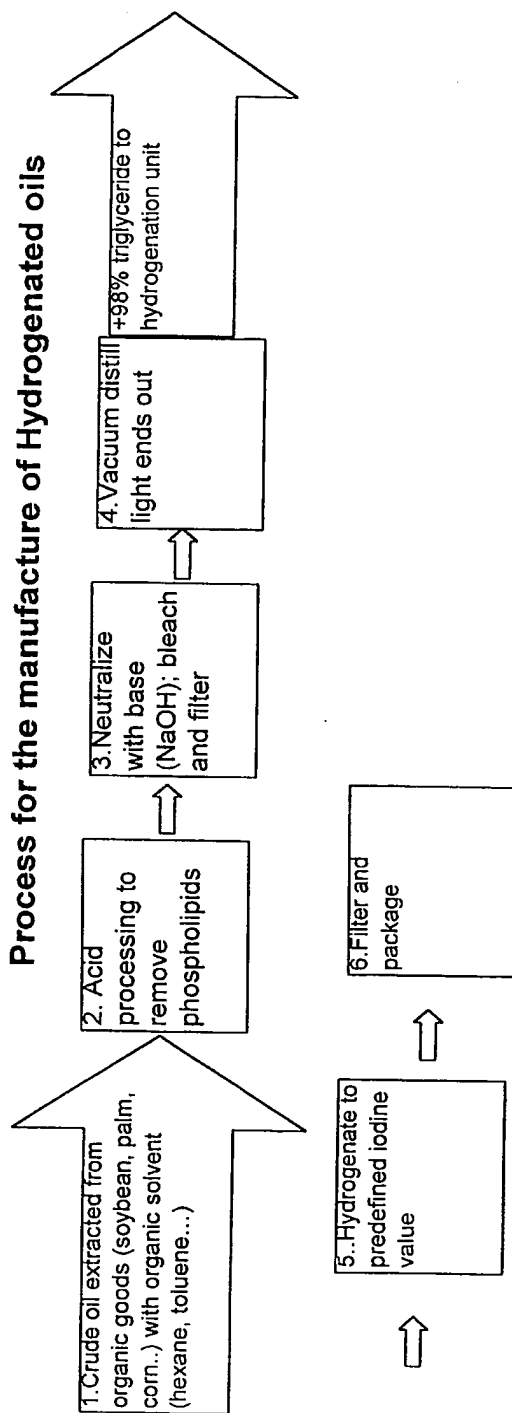 Process for the manufacture of Hydrogenated oils
1.Crude oil extracted from
organic goods (soybean, palm,
corn..) with organic solvent
(hexane, toluene...)
2. Acid
processing to
remove
phospholipids
3.Neutralize
with base
(NaOH); bleach
and filter
4.Vacuum distill
light ends out
+98% triglyceride to
hydrogenation unit
5..Hydrogenate to
predefined iodine
value
6.Filter and
package